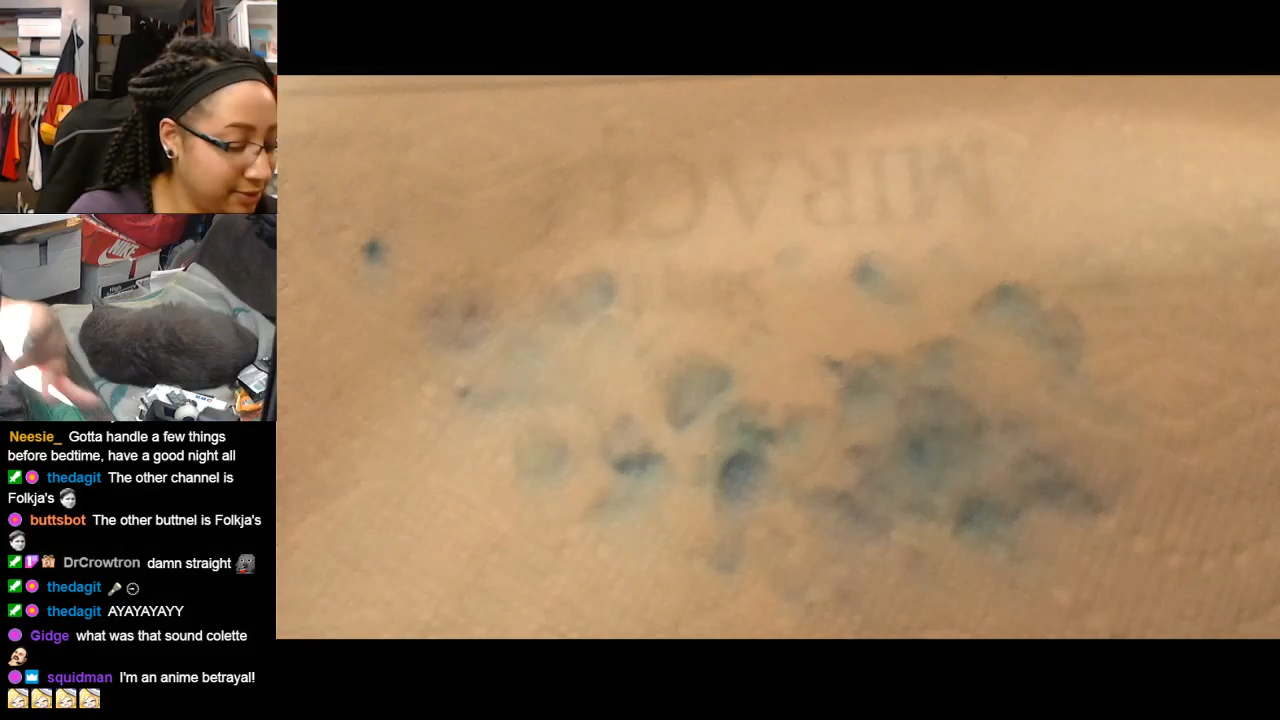 NIKE
Neesie_ Gotta handle a few things
before bedtime, have a good night all
thedagit The other channel is
Folkja's
buttsbot The other buttnel is Folkja's
DrCrowtron damn straight
thedagit
thedagit AYAYAYAYY
Gidge what was that sound colette
squidman I'm an anime betrayal!